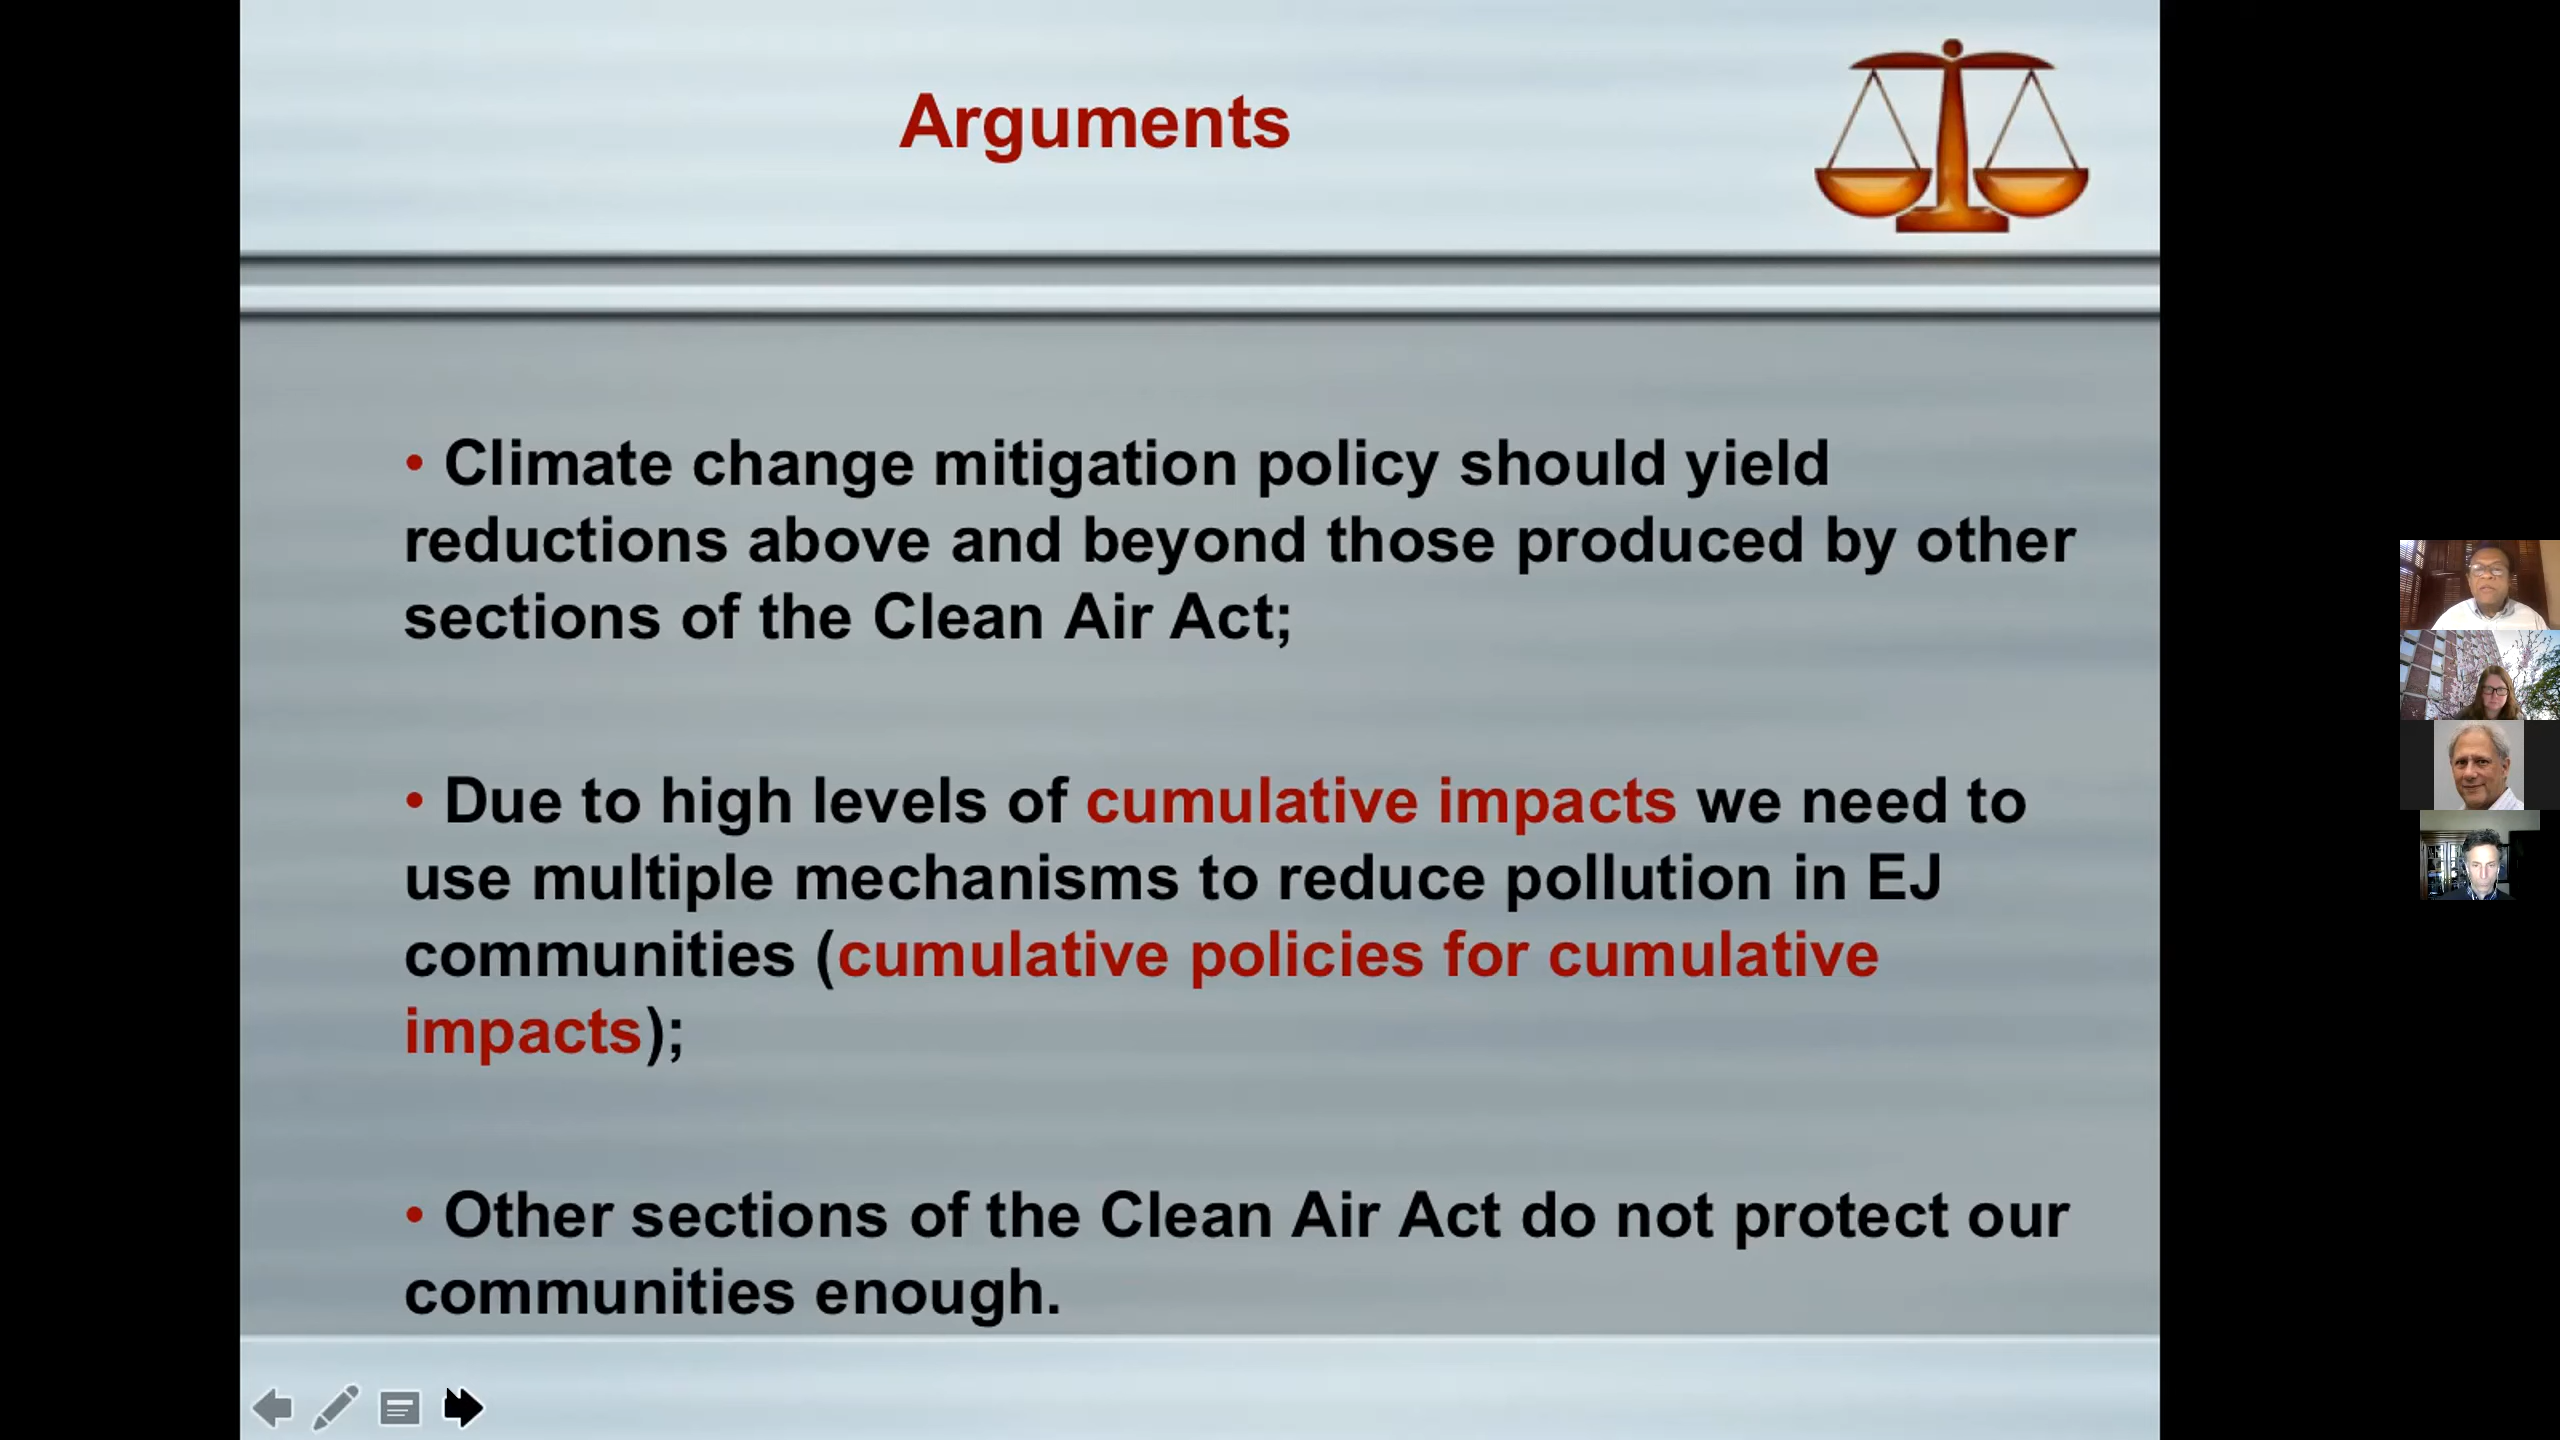 Arguments
• Climate change mitigation policy should yield
reductions above and beyond those produced by other
sections of the Clean Air Act;
• Due to high levels of cumulative impacts we need to
use multiple mechanisms to reduce pollution in EJ
communities (cumulative policies for cumulative
impacts);
• Other sections of the Clean Air Act do not protect our
communities enough.